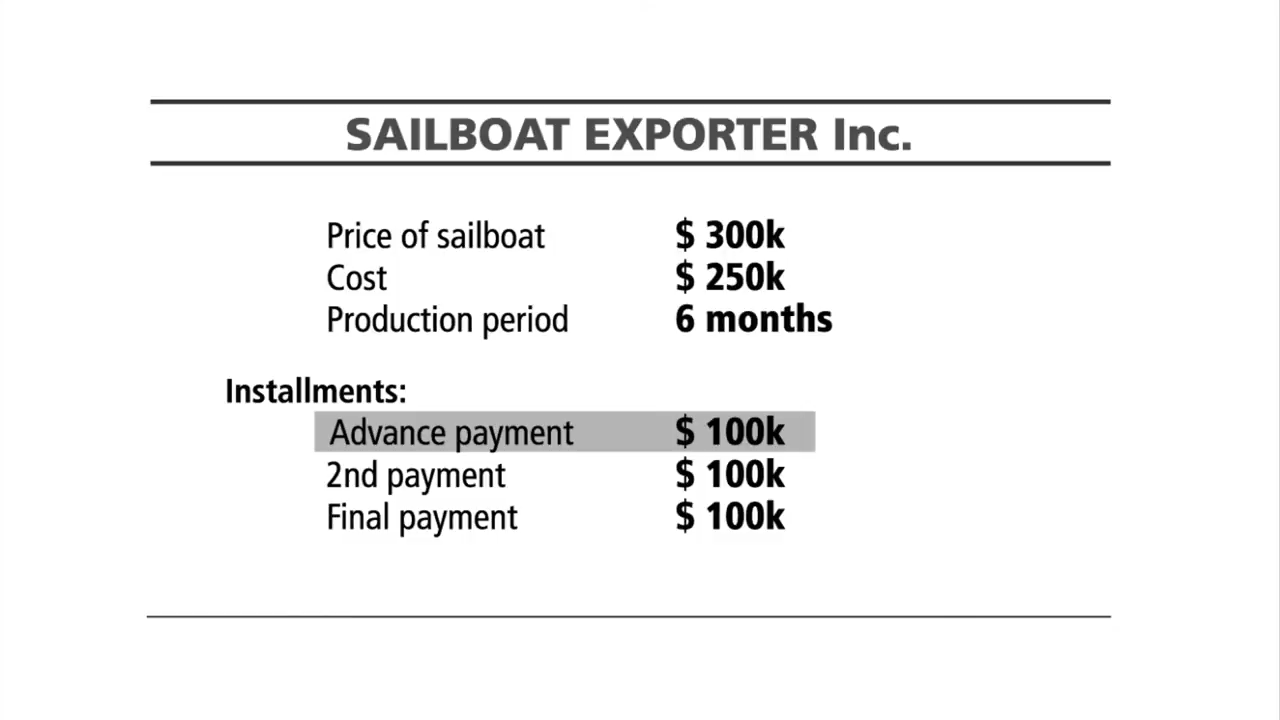 SAILBOAT EXPORTER Inc.
Price of sailboat $ 300k
Cost $ 250k
Production period 6 months
Installments:
Advance payment $ 100k
2nd payment $ 100k
Final payment $ 100k